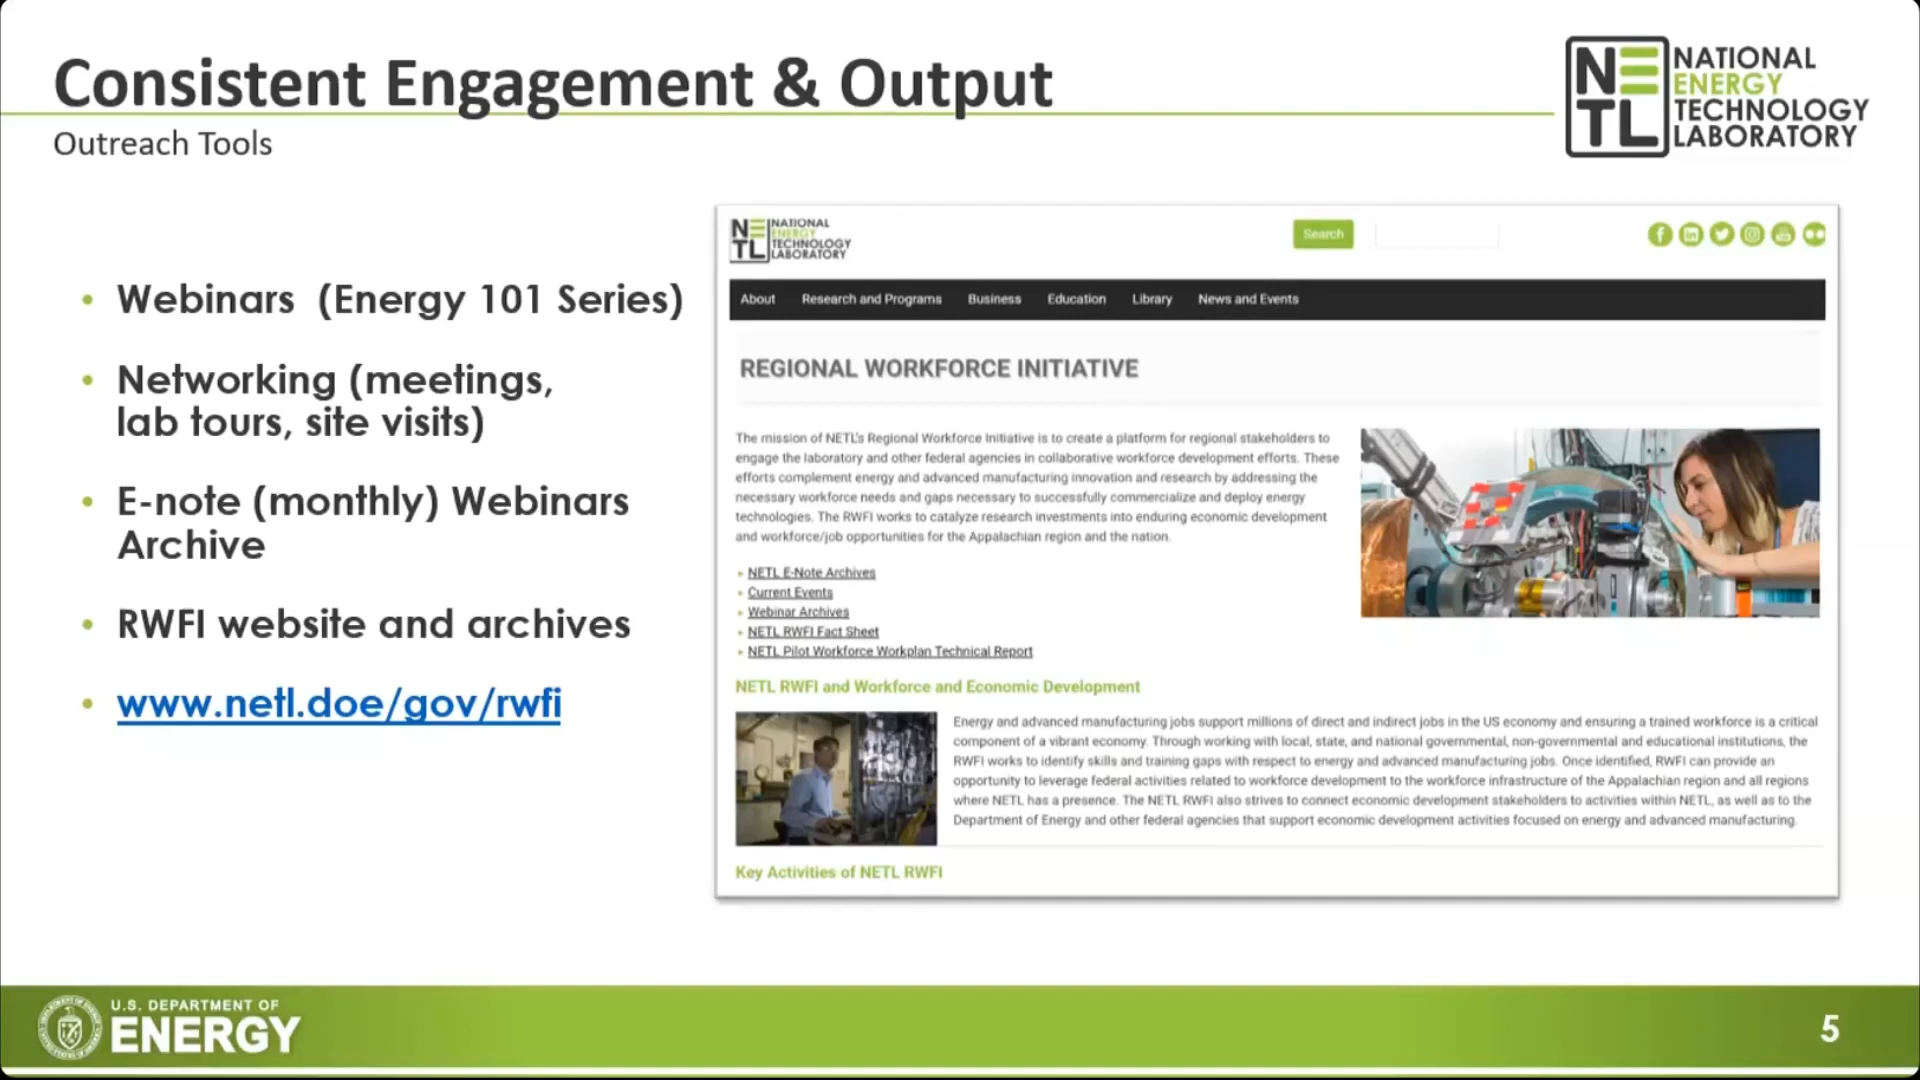 Consistent Engagement & Output
Outreach Tools
NETL NATIONAL
ENERGY
TECHNOLOGY
LABORATORY
• Webinars (Energy 101 Series)
• Networking (meetings,
lab tours, site visits)
• E-note (monthly) Webinars
Archive
• RWFI website and archives
• www.netl.doe/gov/rwfi
NETL NATIONAL
ENERGY
TECHNOLOGY
LABORATORY
Search
About Research and Programs Business Education Library News and Events
REGIONAL WORKFORCE INITIATIVE
The mission of NETL's Regional Workforce Initiative is to create a platform for regional stakeholders to
engage the laboratory and other federal agencies in collaborative workforce development efforts. These
efforts complement energy and advanced manufacturing innovation and research by addressing the
necessary workforce needs and gaps necessary to successfully commercialize and deploy energy
technologies. The RWFI works to catalyze research investments into enduring economic development
and workforce/job opportunities for the Appalachian region and the nation.
NETL E-Note Archives
Current Events
Webinar Archives
NETL RWFI Fact Sheet
NETL Pilot Workforce Workplan Technical Report
NETL RWFI and Workforce and Economic Development
Energy and advanced manufacturing jobs support millions of direct and indirect jobs in the US economy and ensuring a trained workforce is a critical
component of a vibrant economy. Through working with local, state, and national governmental, non-governmental and educational institutions, the
RWFI works to identify skills and training gaps with respect to energy and advanced manufacturing jobs. Once identified, RWFI can provide an
opportunity to leverage federal activities related to workforce development to the workforce infrastructure of the Appalachian region and all regions
where NETL has a presence. The NETL RWFI also strives to connect economic development stakeholders to activities within NETL, as well as to the
Department of Energy and other federal agencies that support economic development activities focused on energy and advanced manufacturing.
Key Activities of NETL RWFI
U.S. DEPARTMENT OF
ENERGY
5